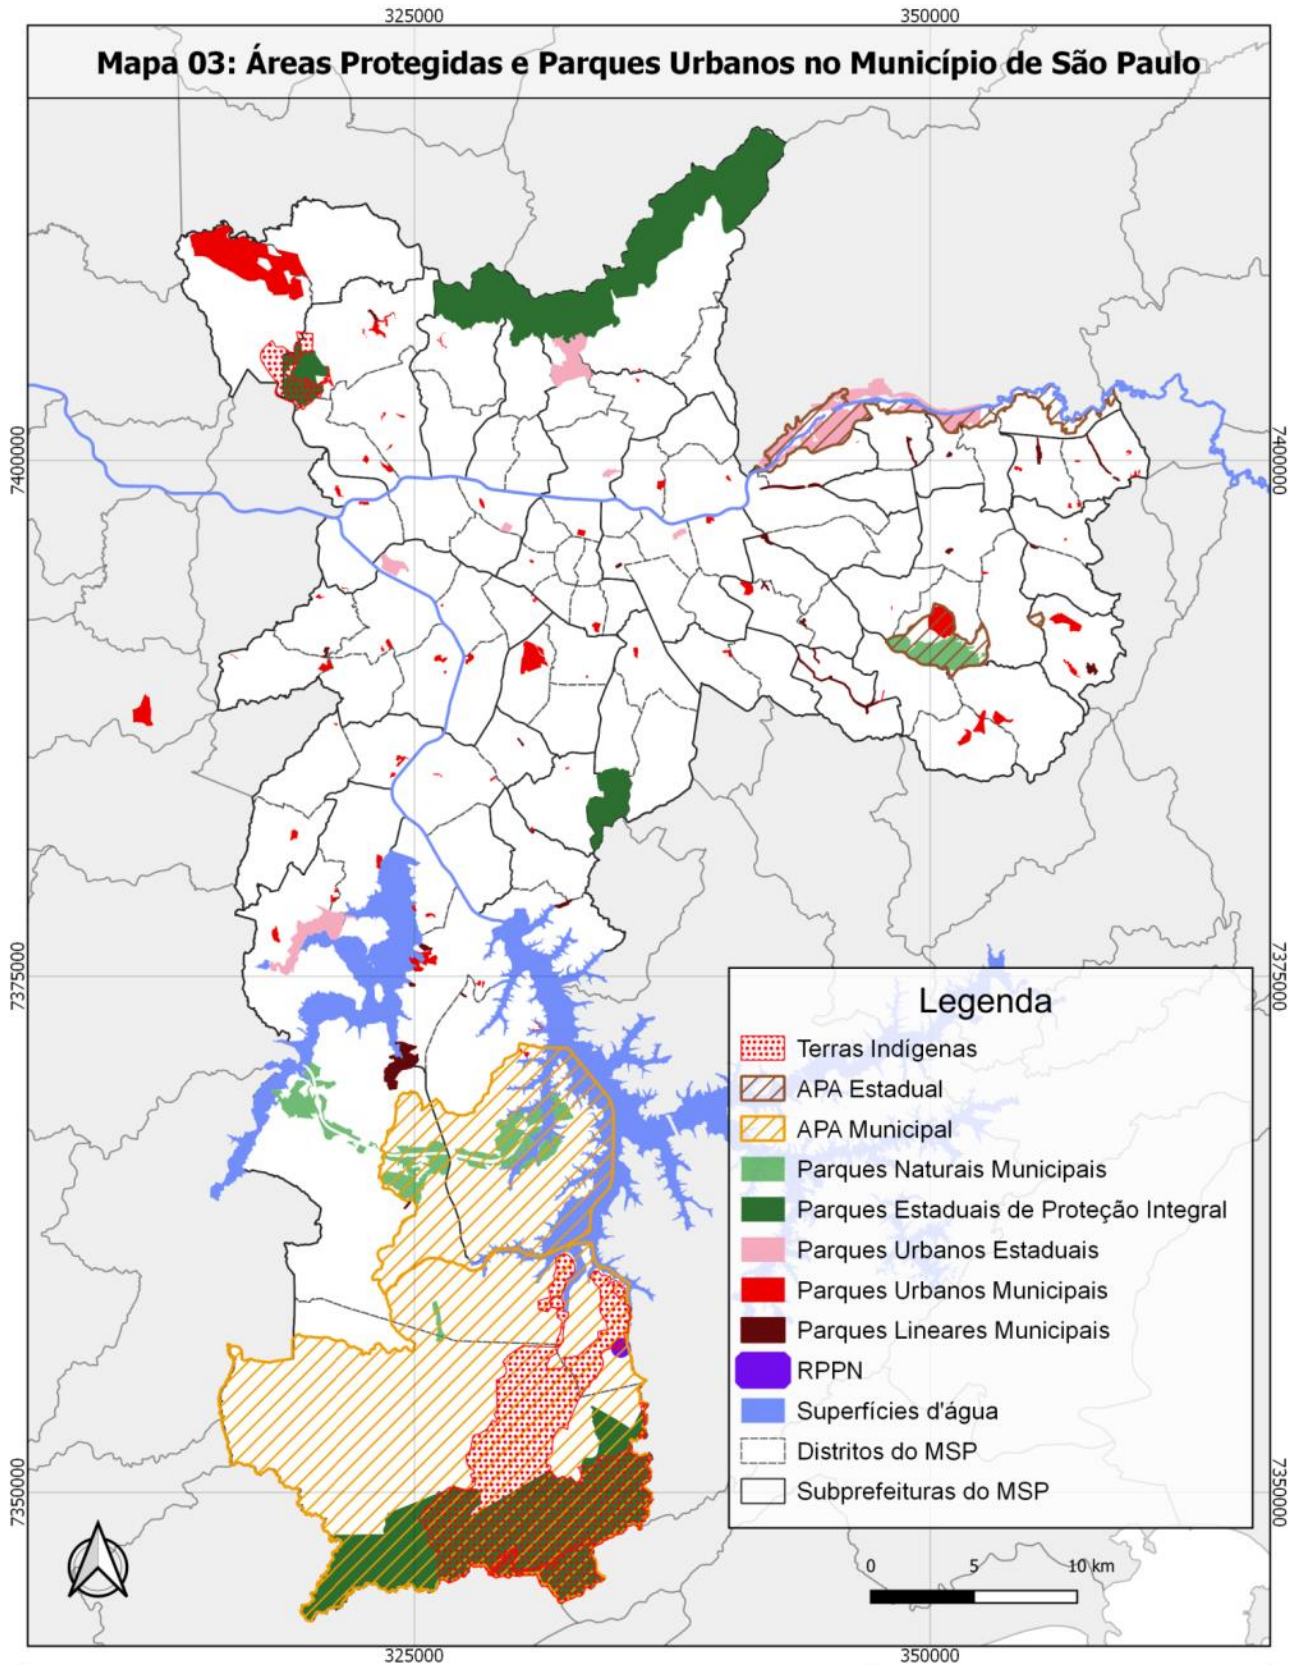 325000
350000
Mapa 03: Áreas Protegidas e Parques Urbanos no Município de São Paulo
7400000
7400000
7375000
7375000
Legenda
Terras Indígenas
APA Estadual
APA Municipal
Parques Naturais Municipais
Parques Estaduais de Proteção Integral
Parques Urbanos Estaduais
Parques Urbanos Municipais
Parques Lineares Municipais
RPPN
Superfícies d'água
Distritos do MSP
Subprefeituras do MSP
7350000
7350000
0 5 10 km
325000
350000